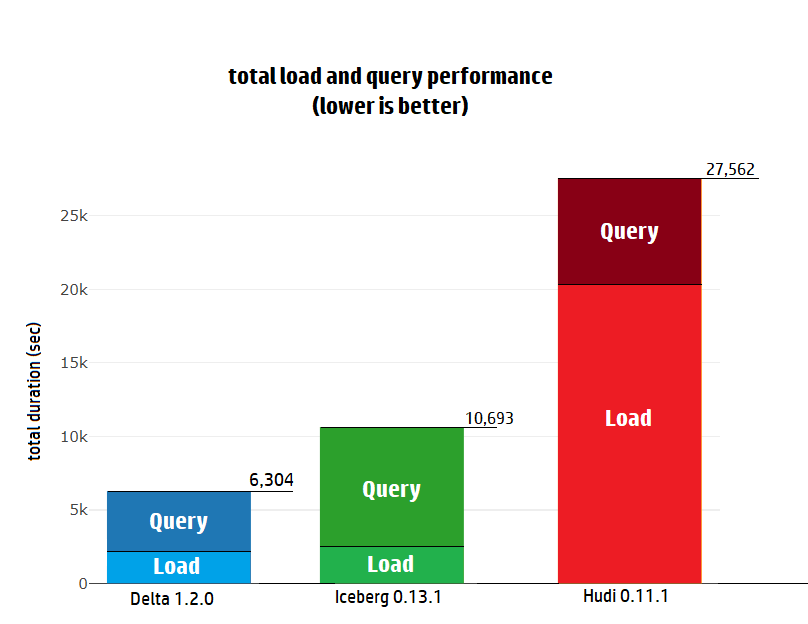 total load and query performance
(lower is better)
total duration (sec)
25k
20k
15k
10k
5k
0
6,304
Query
Load
Delta 1.2.0
10,693
Query
Load
Iceberg 0.13.1
27,562
Query
Load
Hudi 0.11.1